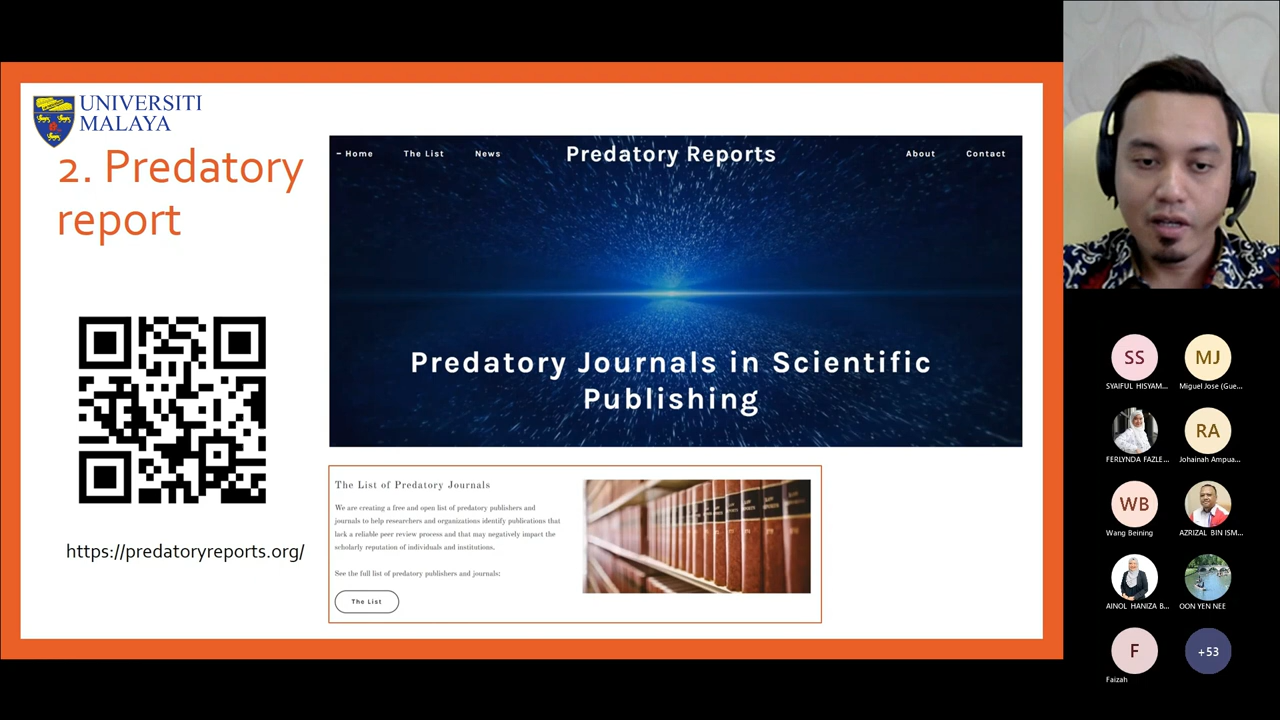 UNIVERSITI
MALAYA
2. Predatory
report
https://predatoryreports.org/
– Home
The List
News
Predatory Reports
About
Contact
Predatory Journals in Scientific
Publishing
The List of Predatory Journals
We are creating a free and open list of predatory publishers and
journals to help researchers and organizations identify publications that
lack a reliable peer review process and that may negatively impact the
scholarly reputation of individuals and institutions.
See the full list of predatory publishers and journals:
The List
SS
SYAIFUL HISYAM...
MJ
Miguel Jose (Gue...
FERLYNDA FAZLE...
RA
Johainah Ampua...
WB
Wang Beining
AZRIZAL BIN ISM...
AINOL HANIZA B...
OON YEN NEE
F
Faizah
+53